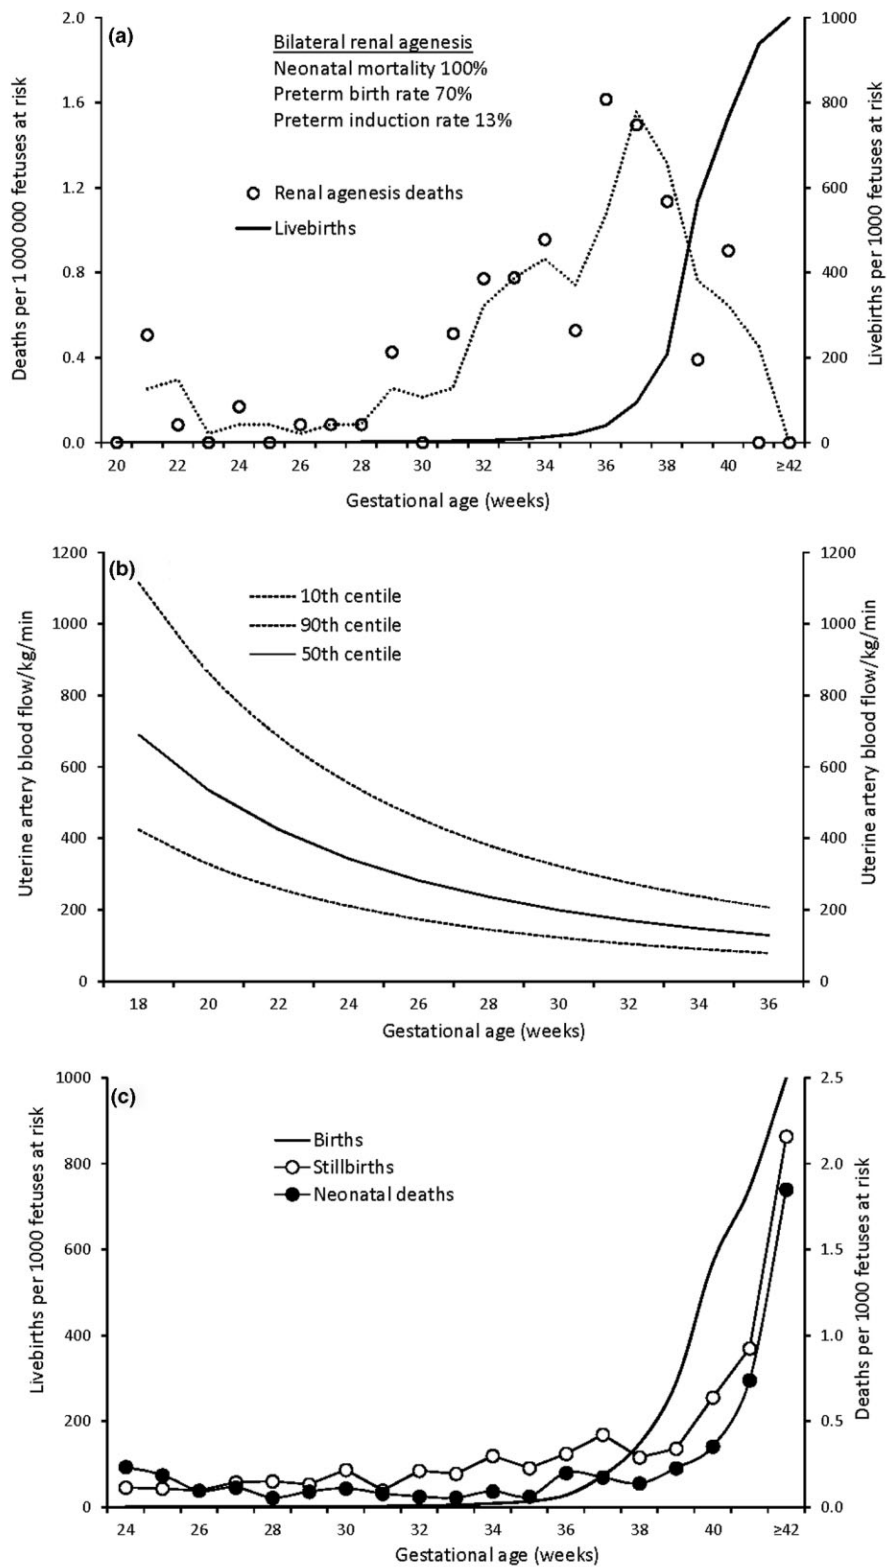 (a)
Bilateral renal agenesis
Neonatal mortality 100%
Preterm birth rate 70%
Preterm induction rate 13%
Renal agenesis deaths
Livebirths
Deaths per 1 000 000 fetuses at risk
2.0
1.6
1.2
0.8
0.4
0.0
Livebirths per 1000 fetuses at risk
1000
800
600
400
200
0
20 22 24 26 28 30 32 34 36 38 40 ≥42
Gestational age (weeks)
(b)
10th centile
90th centile
50th centile
Uterine artery blood flow/kg/min
1200
1000
800
600
400
200
0
Uterine artery blood flow/kg/min
1200
1000
800
600
400
200
0
18 20 22 24 26 28 30 32 34 36
Gestational age (weeks)
(c)
Births
Stillbirths
Neonatal deaths
Livebirths per 1000 fetuses at risk
1000
800
600
400
200
0
Deaths per 1000 fetuses at risk
2.5
2.0
1.5
1.0
0.5
0.0
24 26 28 30 32 34 36 38 40 ≥42
Gestational age (weeks)